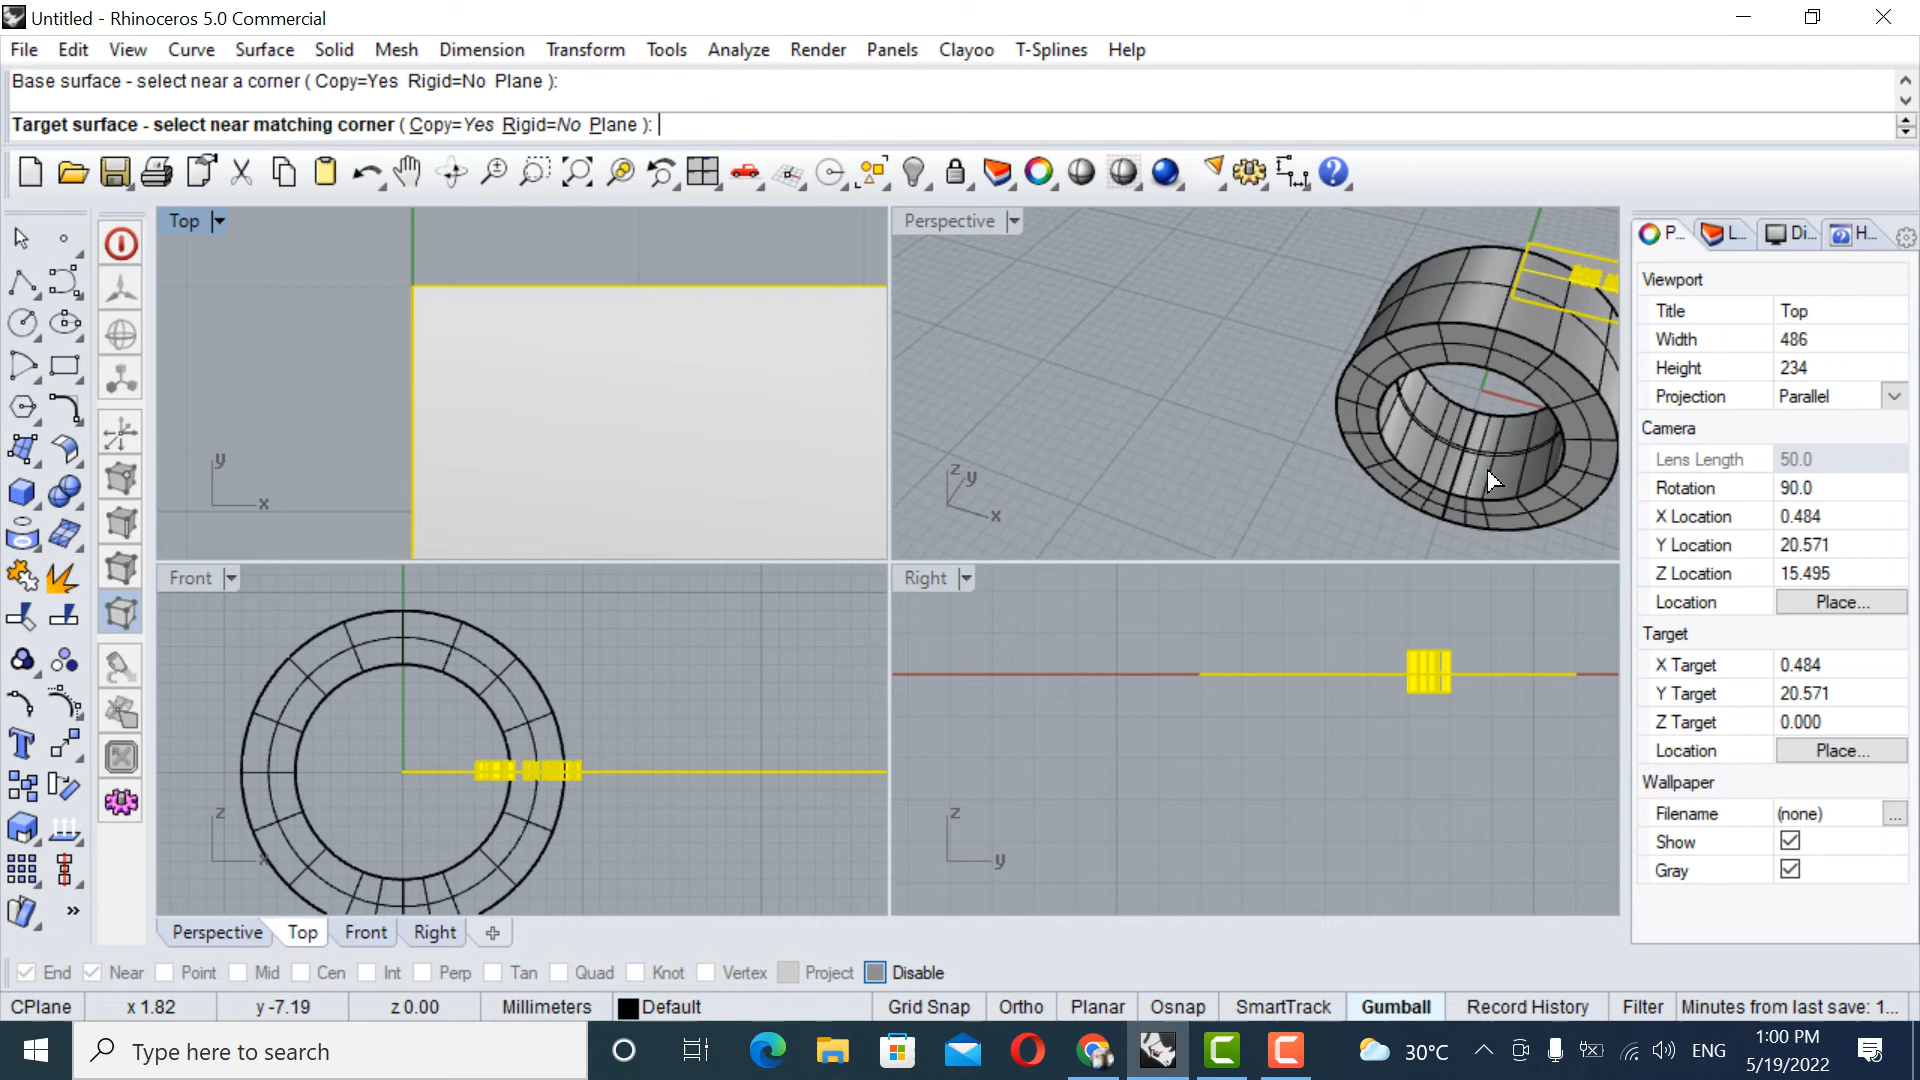 Untitled - Rhinoceros 5.0 Commercial
File Edit View Curve Surface Solid Mesh Dimension Transform Tools Analyze Render Panels Clayoo T-Splines Help
Base surface - select near a corner ( Copy=Yes Rigid=No Plane ):
Target surface - select near matching corner ( Copy=Yes Rigid=No Plane ):
Top
Perspective
P... L... Di... H...
Viewport
Title Top
Width 486
Height 234
Projection Parallel
Camera
Lens Length 50.0
Rotation 90.0
X Location 0.484
Y Location 20.571
Z Location 15.495
Location Place...
Target
X Target 0.484
Y Target 20.571
Z Target 0.000
Location Place...
Wallpaper
Filename (none) ...
Show
Gray
y
x
z
y
x
Front
Right
z
x
z
y
Perspective Top Front Right
End Near Point Mid Cen Int Perp Tan Quad Knot Vertex Project Disable
CPlane x 1.82 y -7.19 z 0.00 Millimeters Default Grid Snap Ortho Planar Osnap SmartTrack Gumball Record History Filter Minutes from last save: 1...
Type here to search
30°C
ENG
1:00 PM
5/19/2022